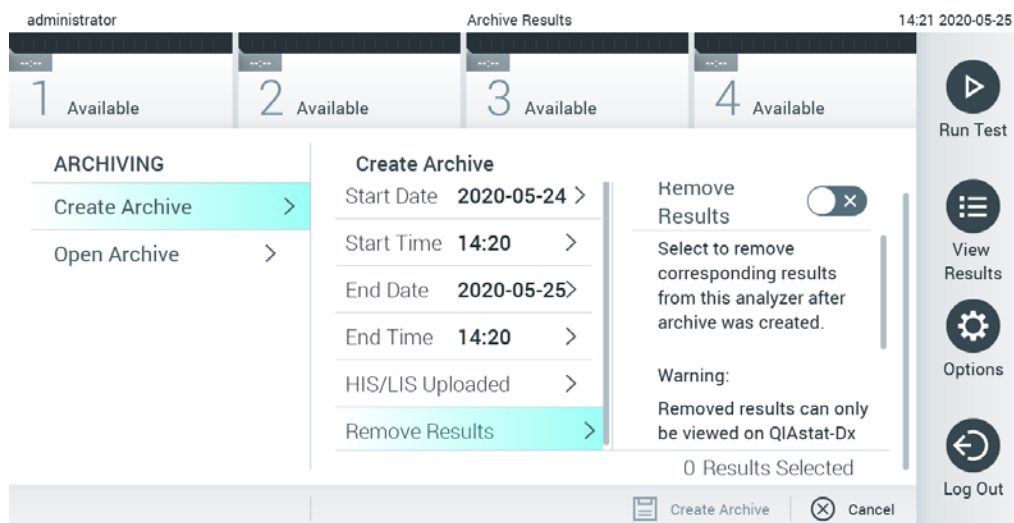 administrator
Archive Results
14:21 2020-05-25
--:--
1 Available
--:--
2 Available
--:--
3 Available
--:--
4 Available
Run Test
View
Results
Options
Log Out
ARCHIVING
Create Archive
Open Archive
Create Archive
Start Date 2020-05-24
Start Time 14:20
End Date 2020-05-25
End Time 14:20
HIS/LIS Uploaded
Remove Results
Remove
Results
Select to remove
corresponding results
from this analyzer after
archive was created.
Warning:
Removed results can only
be viewed on QIAstat-Dx
0 Results Selected
Create Archive
Cancel